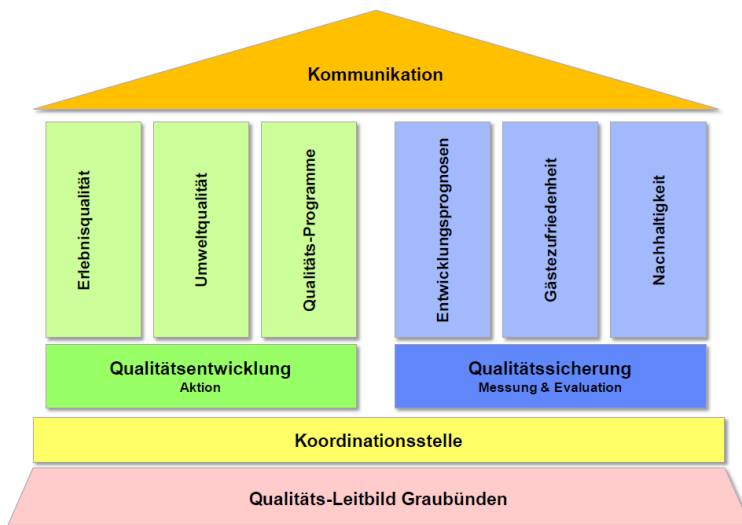 Kommunikation
Erlebnisqualität
Umweltqualität
Qualitäts-Programme
Entwicklungsprognosen
Gästezufriedenheit
Nachhaltigkeit
Qualitätsentwicklung
Aktion
Qualitätssicherung
Messung & Evaluation
Koordinationsstelle
Qualitäts-Leitbild Graubünden